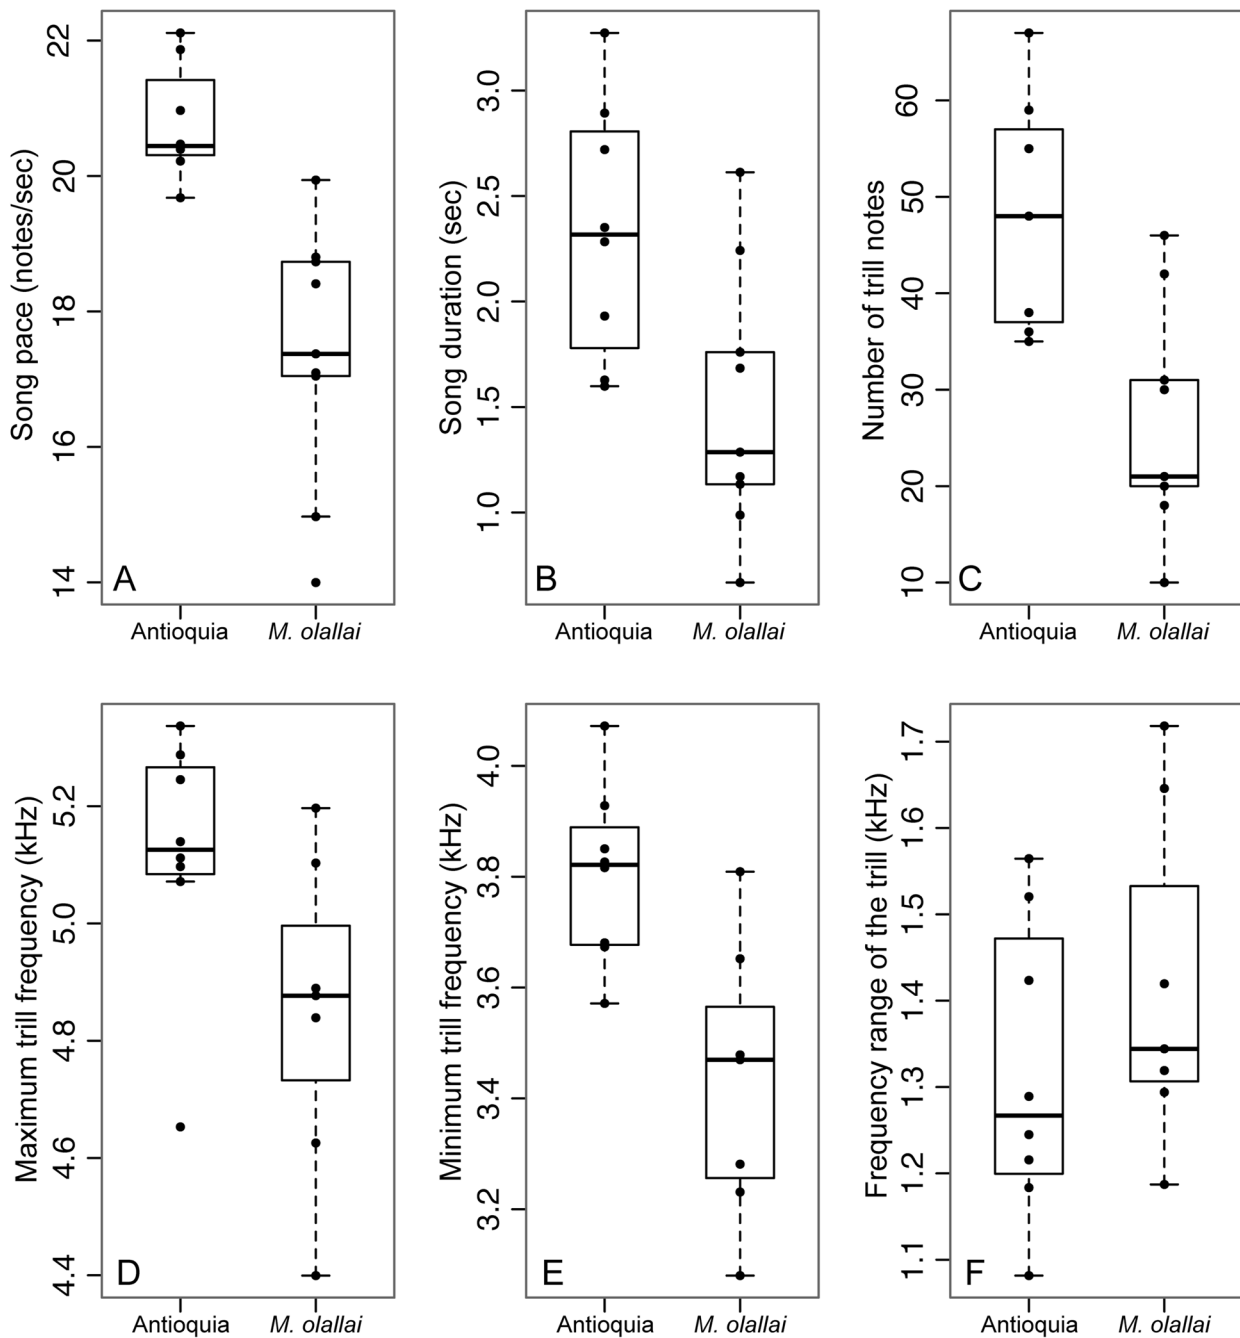 Song pace (notes/sec)
22
20
18
16
14
A
Antioquia
M. olallai
Song duration (sec)
3.0
2.5
2.0
1.5
1.0
B
Antioquia
M. olallai
Number of trill notes
60
50
40
30
20
10
C
Antioquia
M. olallai
Maximum trill frequency (kHz)
5.2
5.0
4.8
4.6
4.4
D
Antioquia
M. olallai
Minimum trill frequency (kHz)
4.0
3.8
3.6
3.4
3.2
E
Antioquia
M. olallai
Frequency range of the trill (kHz)
1.7
1.6
1.5
1.4
1.3
1.2
1.1
F
Antioquia
M. olallai